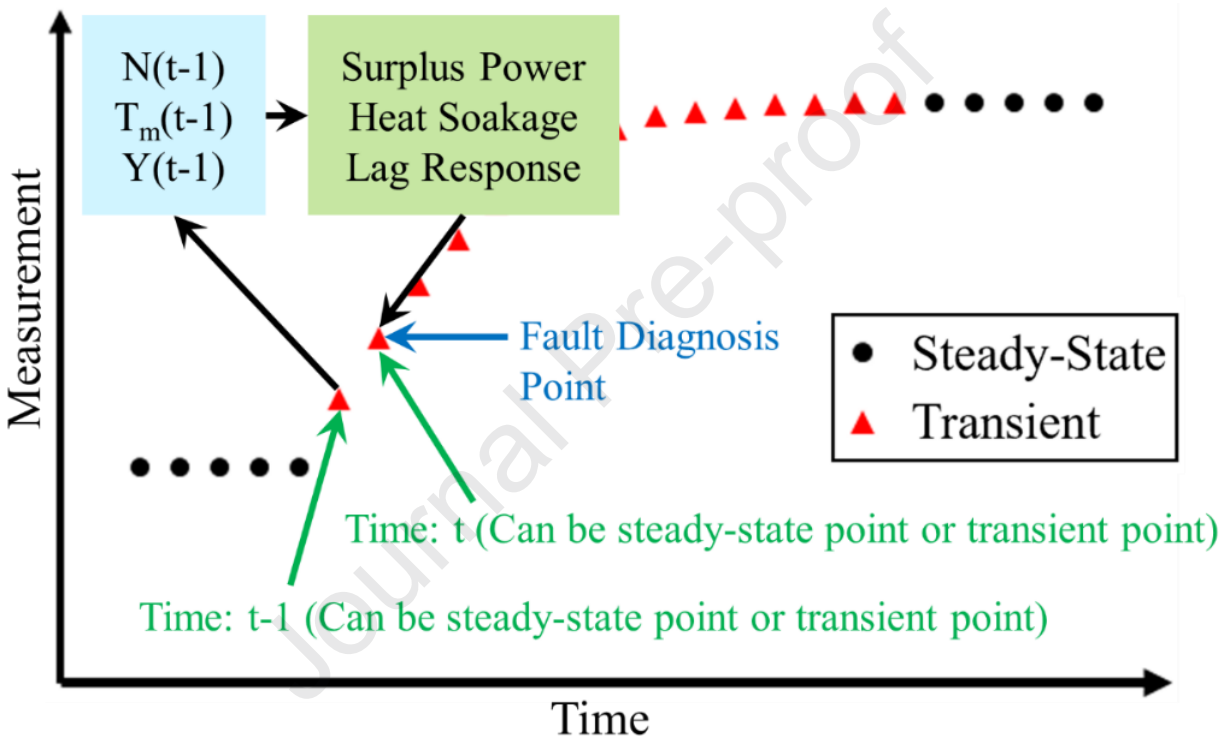 N(t-1)
Tm(t-1)
Y(t-1)
Surplus Power
Heat Soakage
Lag Response
Measurement
Fault Diagnosis
Point
Steady-State
Transient
Time: t (Can be steady-state point or transient point)
Time: t-1 (Can be steady-state point or transient point)
Time
Journal Pre-proof